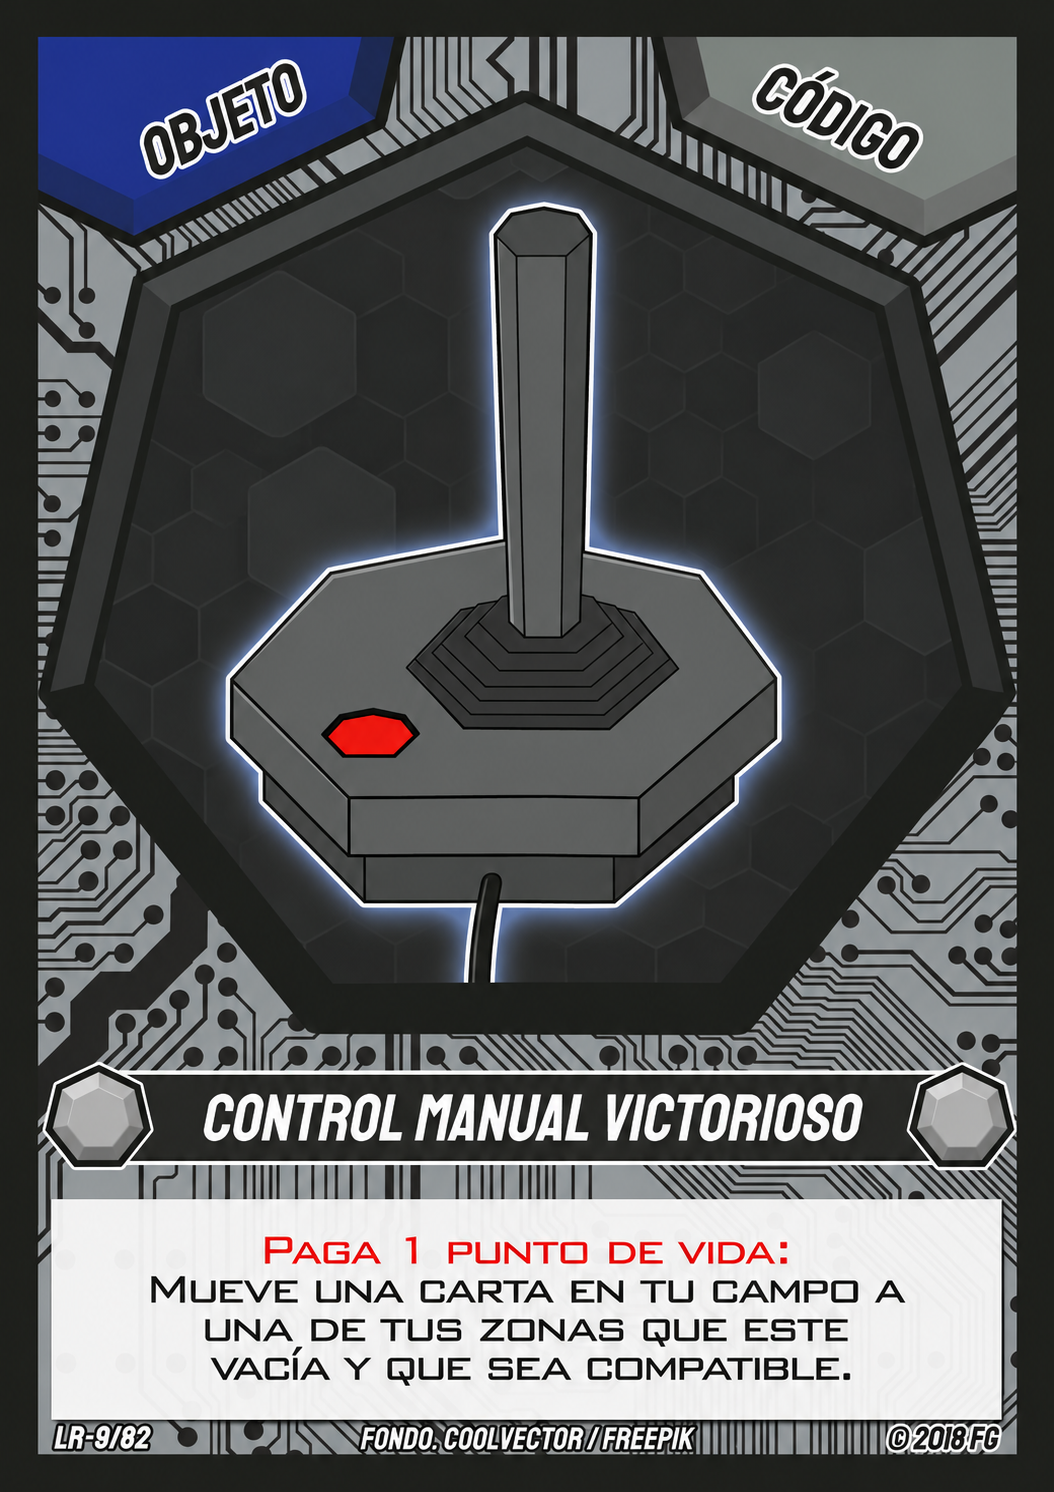 OBJETO
CÓDIGO
CONTROL MANUAL VICTORIOSO
PAGA 1 PUNTO DE VIDA:
MUEVE UNA CARTA EN TU CAMPO A
UNA DE TUS ZONAS QUE ESTE
VACÍA Y QUE SEA COMPATIBLE.
LR-9/82
FONDO. COOLVECTOR / FREEPIK
© 2018 FG